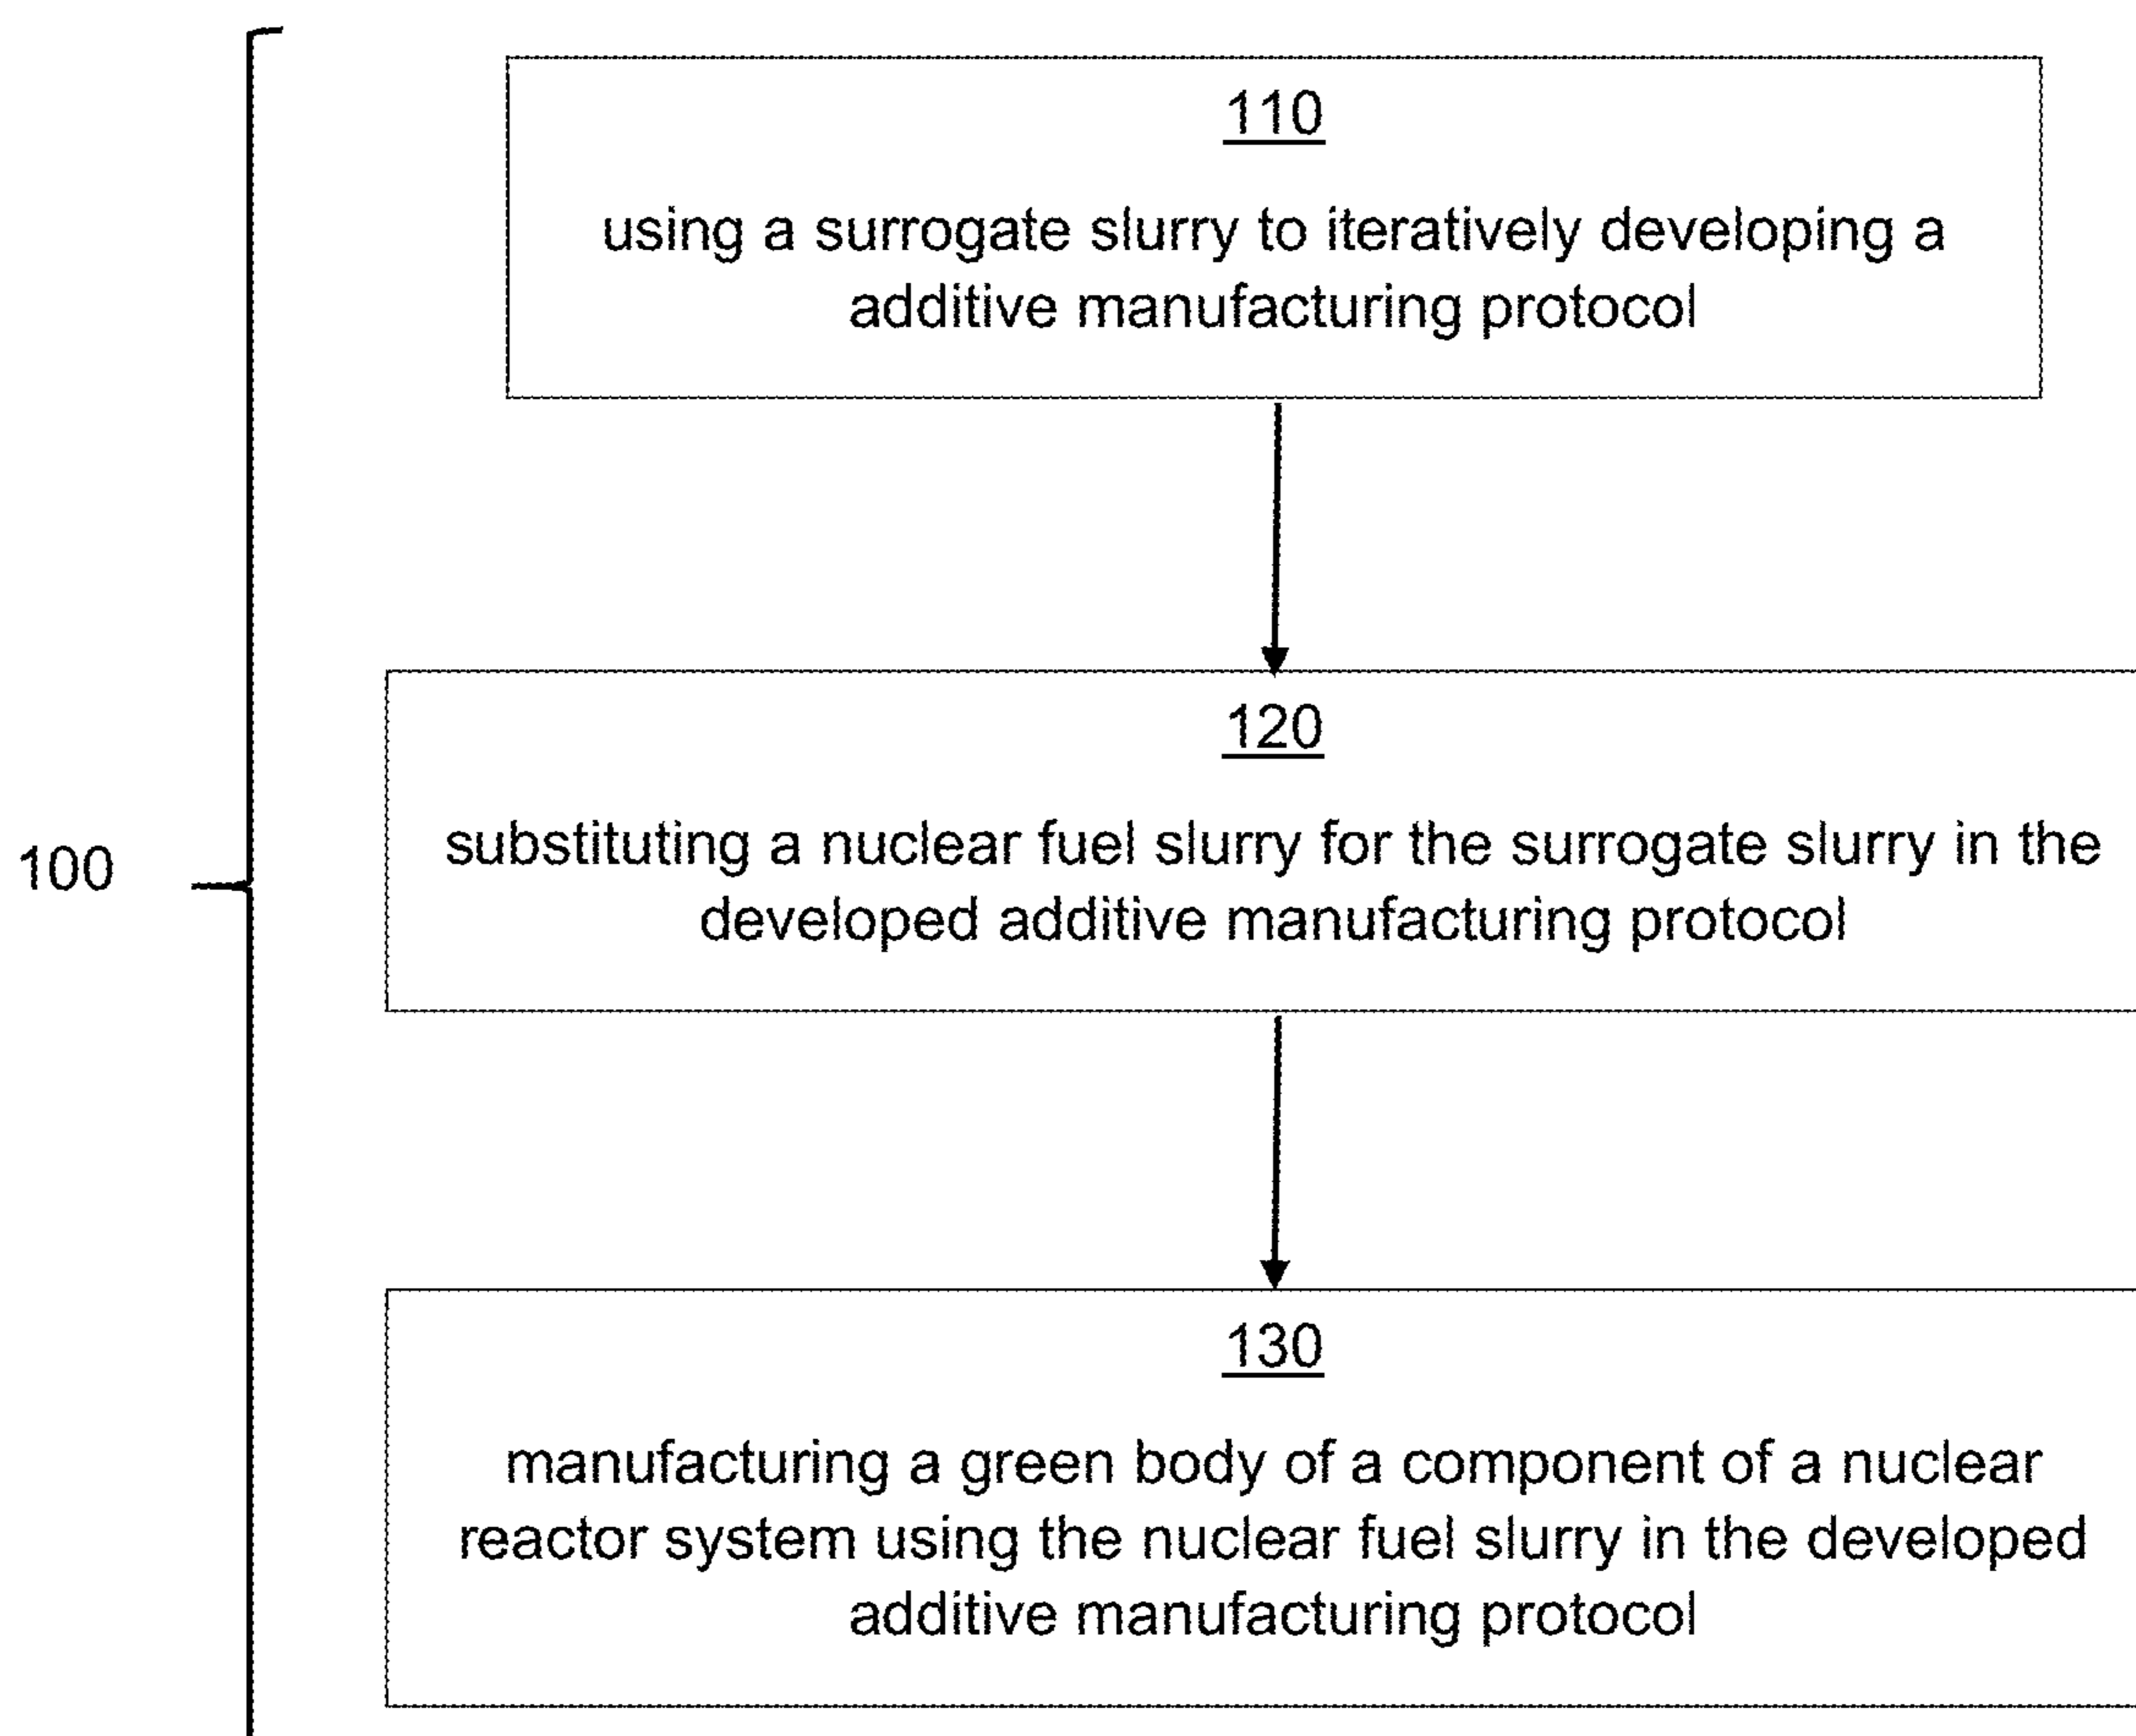 110
using a surrogate slurry to iteratively developing a
additive manufacturing protocol
120
substituting a nuclear fuel slurry for the surrogate slurry in the
developed additive manufacturing protocol
100
130
manufacturing a green body of a component of a nuclear
reactor system using the nuclear fuel slurry in the developed
additive manufacturing protocol